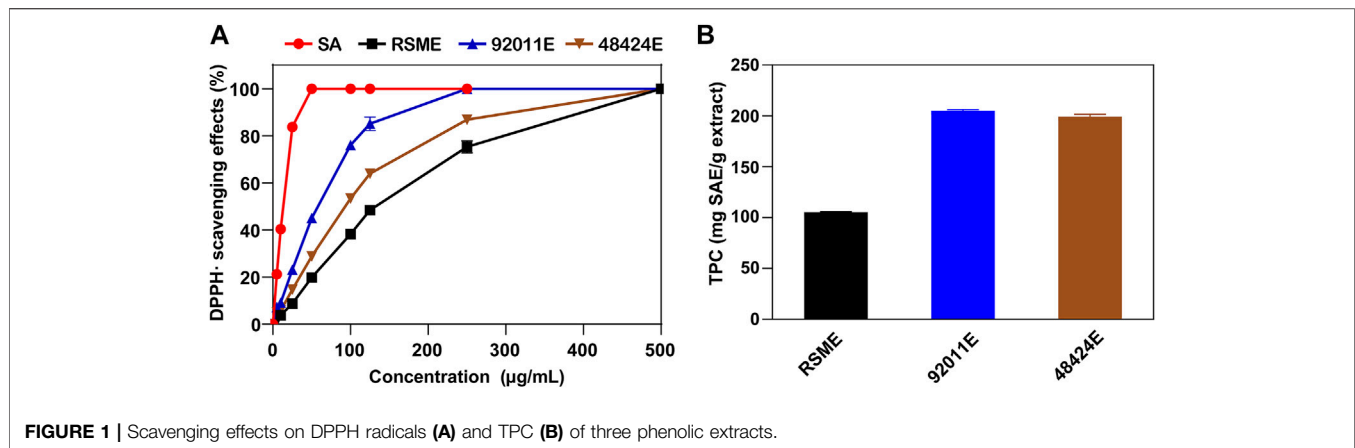 A
SA RSME 92011E 48424E
DPPH· scavenging effects (%)
100
80
60
40
20
0
0 100 200 300 400 500
Concentration (μg/mL)
B
TPC (mg SAE/g extract)
250
200
150
100
50
0
RSME 92011E 48424E
FIGURE 1 | Scavenging effects on DPPH radicals (A) and TPC (B) of three phenolic extracts.